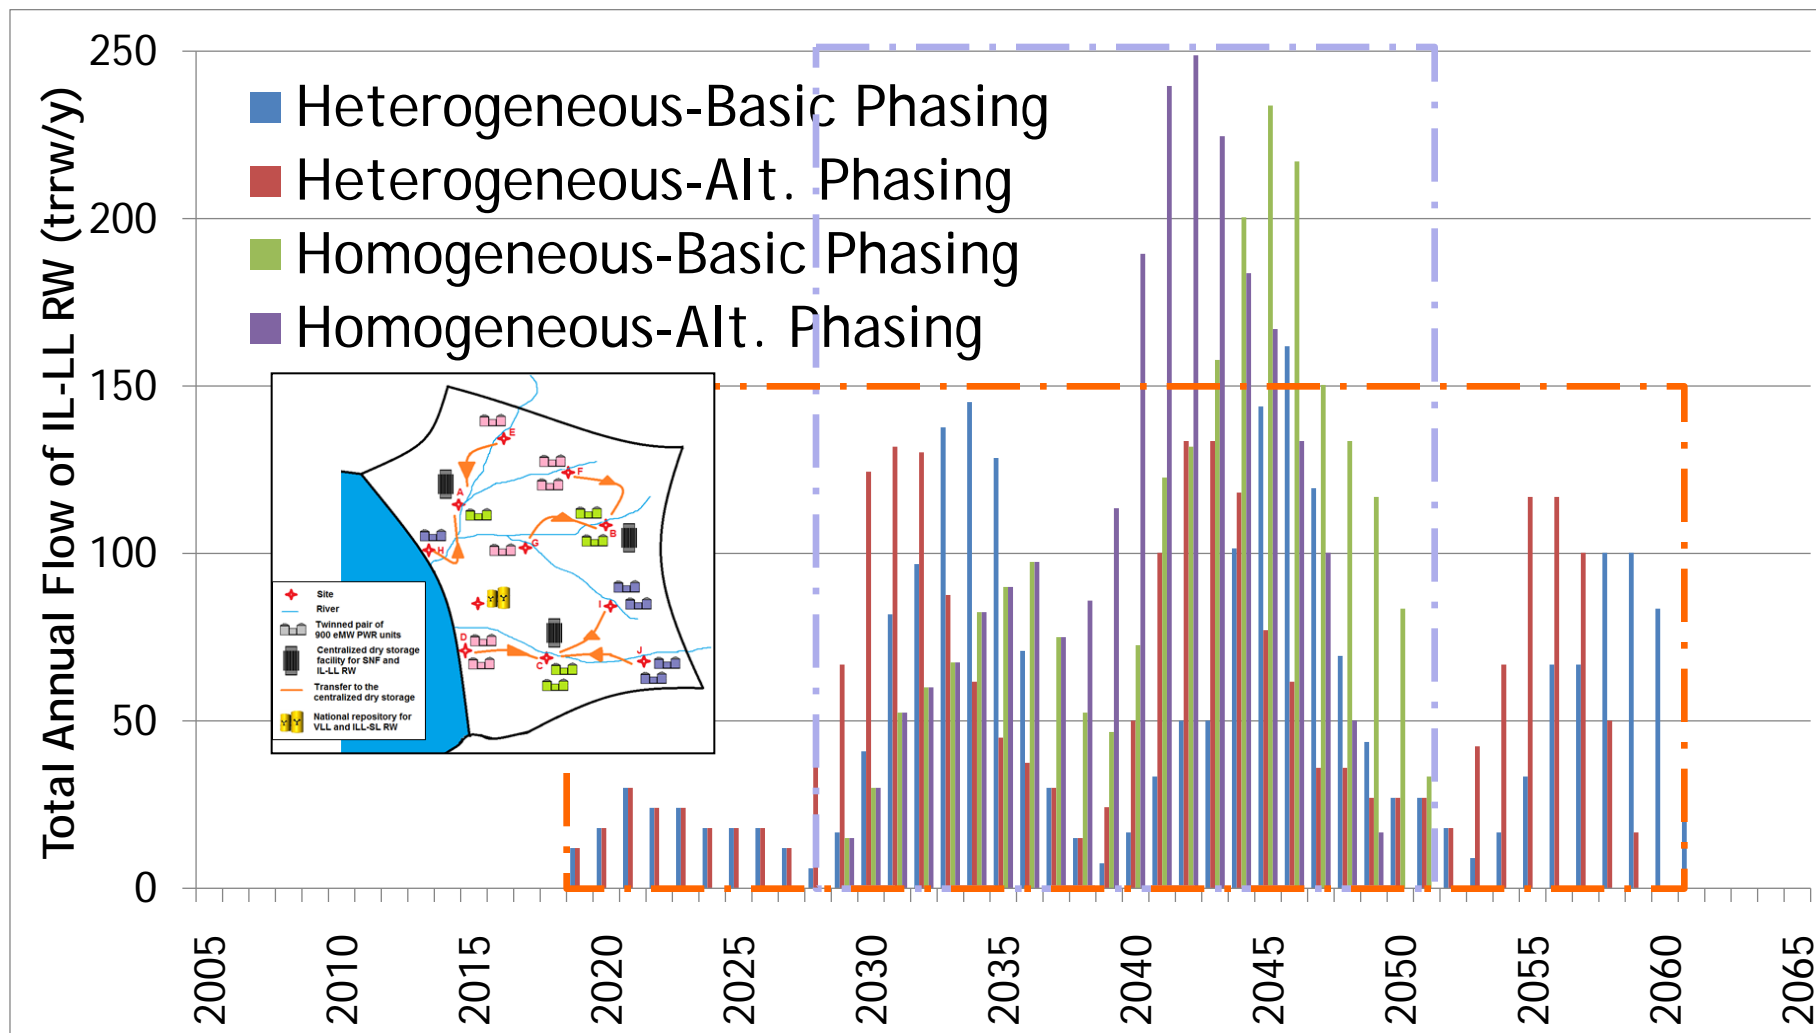 Total Annual Flow of IL-LL RW (trrw/y)
250
200
150
100
50
0
Heterogeneous-Basic Phasing
Heterogeneous-Alt. Phasing
Homogeneous-Basic Phasing
Homogeneous-Alt. Phasing
E
F
A
B
G
H
I
D
C
J
Site
River
Twinned pair of
900 eMW PWR units
Centralized dry storage
facility for SNF and
IL-LL RW
Transfer to the
centralized dry storage
National repository for
VLL and ILL-SL RW
2005
2010
2015
2020
2025
2030
2035
2040
2045
2050
2055
2060
2065